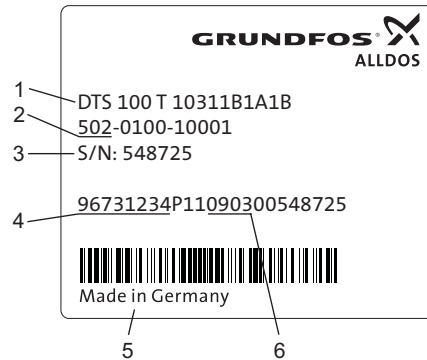 GRUNDFOS
ALLDOS
1
DTS 100 T 10311B1A1B
2
502-0100-10001
3
S/N: 548725
4
96731234P11090300548725
Made in Germany
5
6